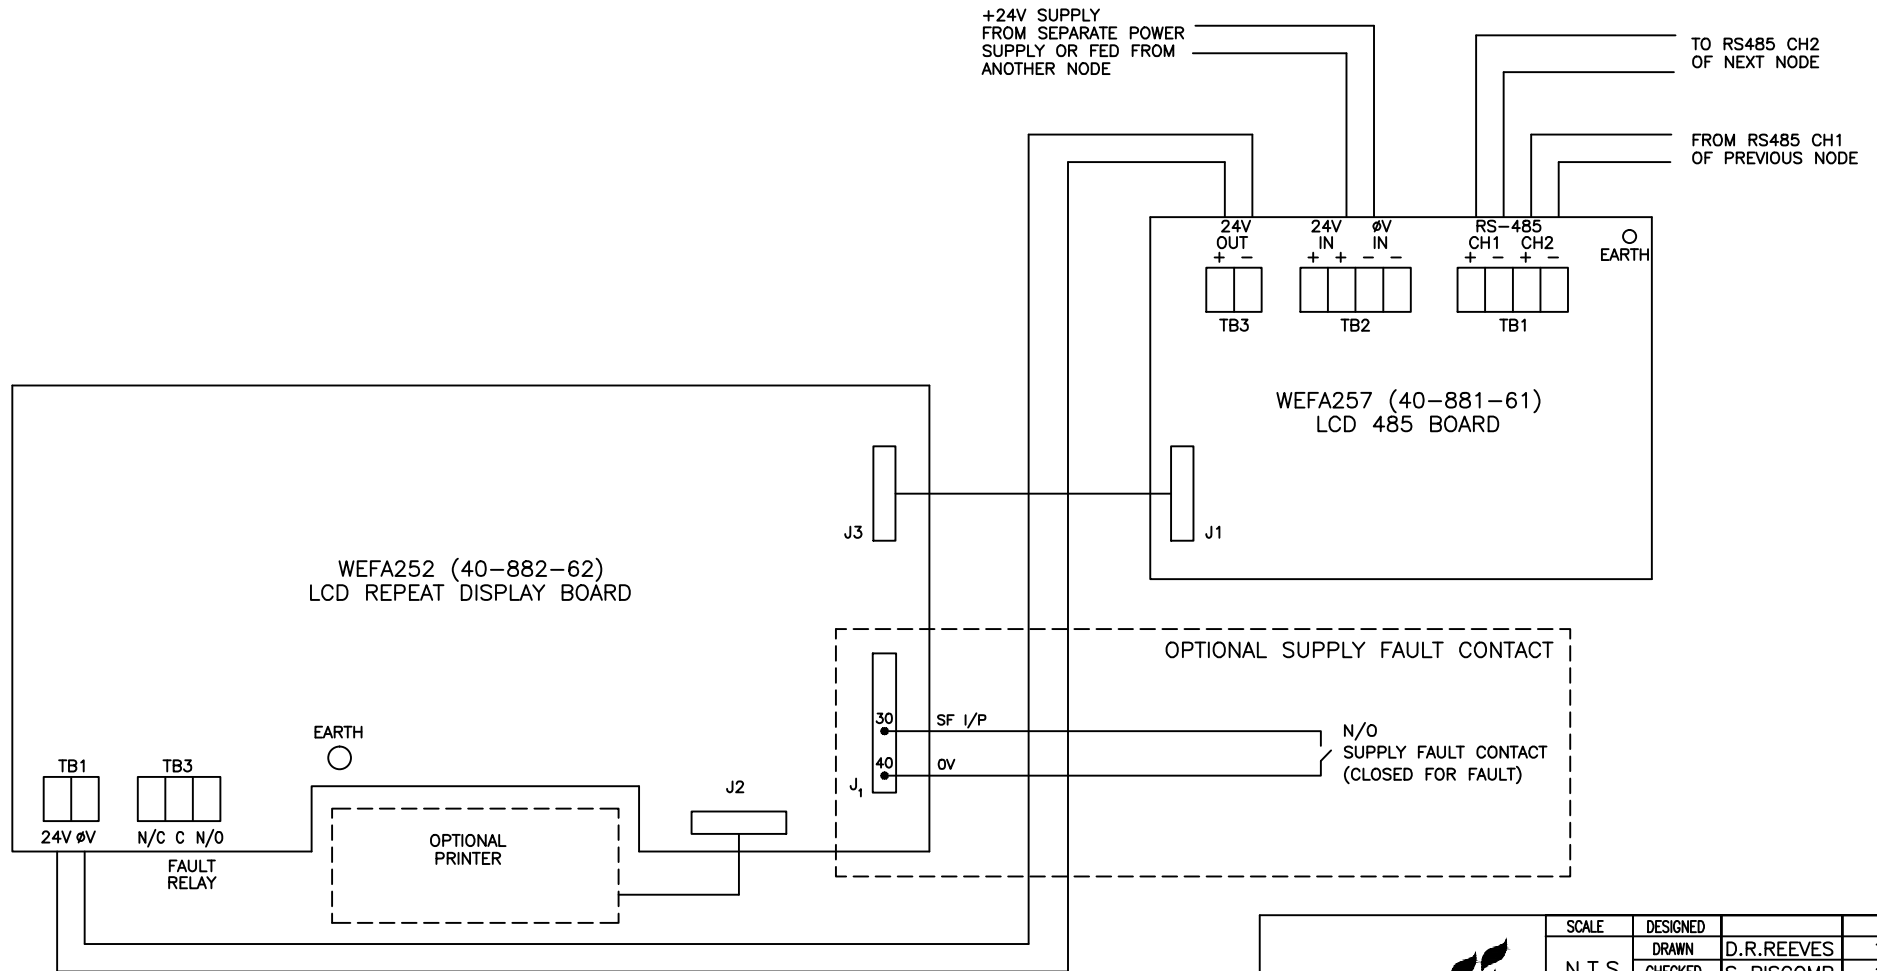 +24V SUPPLY
FROM SEPARATE POWER
SUPPLY OR FED FROM
ANOTHER NODE
TO RS485 CH2
OF NEXT NODE
FROM RS485 CH1
OF PREVIOUS NODE
24V
OUT
+ -
24V
IN
+ +
øV
IN
- -
RS-485
CH1 CH2
+ - + -
EARTH
TB3
TB2
TB1
WEFA257 (40-881-61)
LCD 485 BOARD
J3
J1
WEFA252 (40-882-62)
LCD REPEAT DISPLAY BOARD
OPTIONAL SUPPLY FAULT CONTACT
30
SF I/P
40
0V
J1
N/O
SUPPLY FAULT CONTACT
(CLOSED FOR FAULT)
EARTH
TB1
TB3
24V øV
N/C C N/O
FAULT
RELAY
OPTIONAL
PRINTER
J2
SCALE
DESIGNED
DRAWN
D.R.REEVES
N.T.S
CHECKED